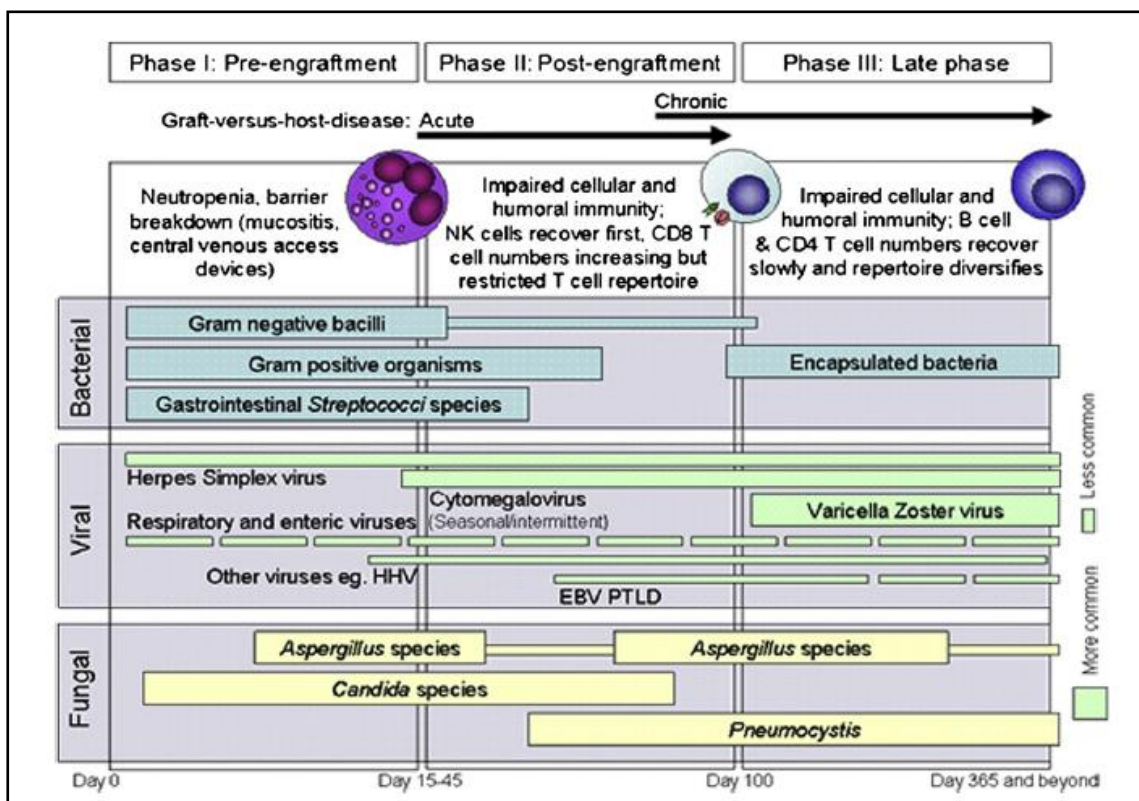 Phase I: Pre-engraftment
Phase II: Post-engraftment
Phase III: Late phase
Chronic
Graft-versus-host-disease: Acute
Neutropenia, barrier
breakdown (mucositis,
central venous access
devices)
Impaired cellular and
humoral immunity;
NK cells recover first, CD8 T
cell numbers increasing but
restricted T cell repertoire
Impaired cellular and
humoral immunity; B cell
& CD4 T cell numbers recover
slowly and repertoire diversifies
Bacterial
Gram negative bacilli
Gram positive organisms
Encapsulated bacteria
Gastrointestinal Streptococci species
Viral
Herpes Simplex virus
Cytomegalovirus
(Seasonal/intermittent)
Varicella Zoster virus
Respiratory and enteric viruses
Other viruses eg. HHV
EBV PTLD
Fungal
Aspergillus species
Aspergillus species
Candida species
Pneumocystis
Less common
More common
Day 0
Day 15-45
Day 100
Day 365 and beyond